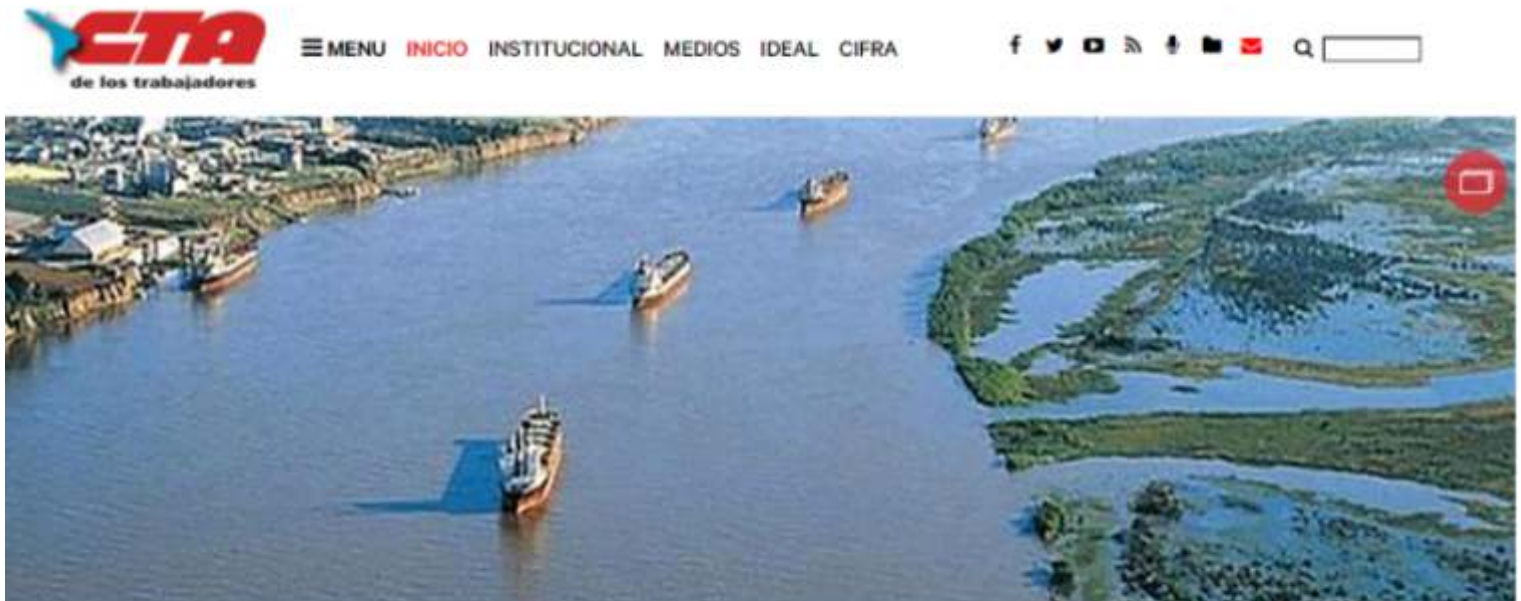 CTA
de los trabajadores
MENU INICIO INSTITUCIONAL MEDIOS IDEAL CIFRA